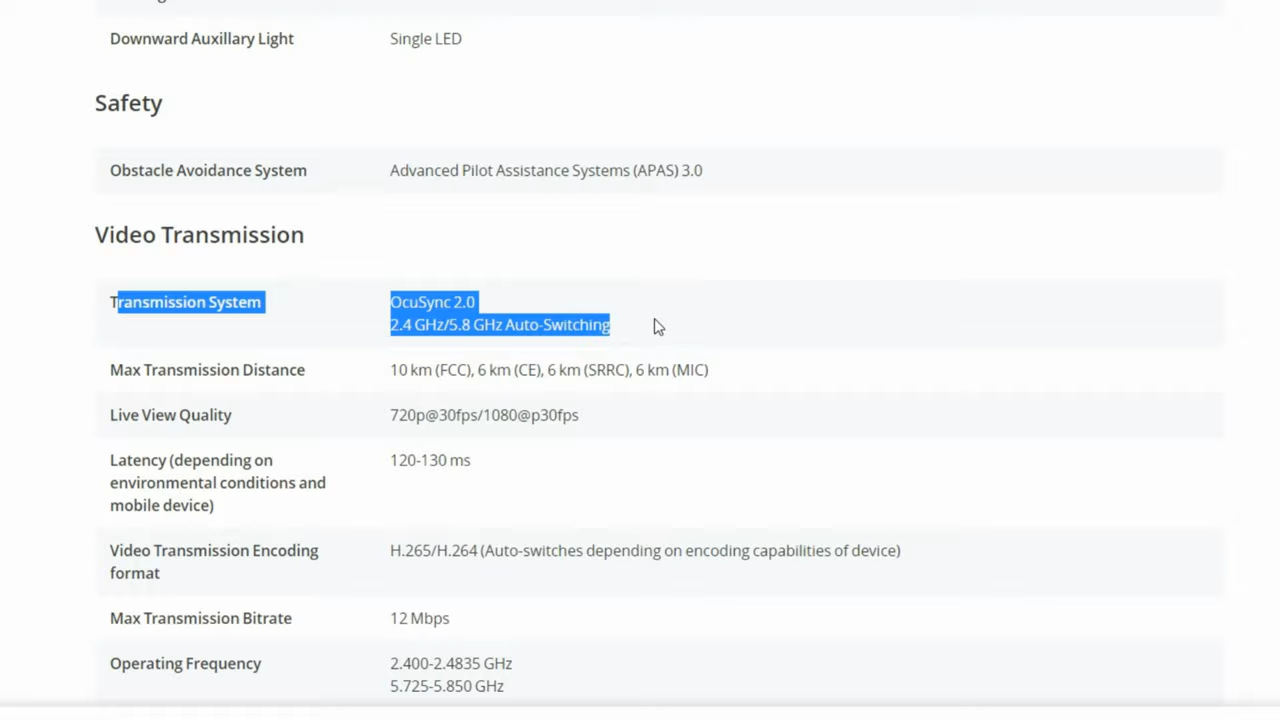 Downward Auxillary Light Single LED
Safety
Obstacle Avoidance System Advanced Pilot Assistance Systems (APAS) 3.0
Video Transmission
Transmission System OcuSync 2.0
2.4 GHz/5.8 GHz Auto-Switching
Max Transmission Distance 10 km (FCC), 6 km (CE), 6 km (SRRC), 6 km (MIC)
Live View Quality 720p@30fps/1080@p30fps
Latency (depending on 120-130 ms
environmental conditions and
mobile device)
Video Transmission Encoding H.265/H.264 (Auto-switches depending on encoding capabilities of device)
format
Max Transmission Bitrate 12 Mbps
Operating Frequency 2.400-2.4835 GHz
5.725-5.850 GHz